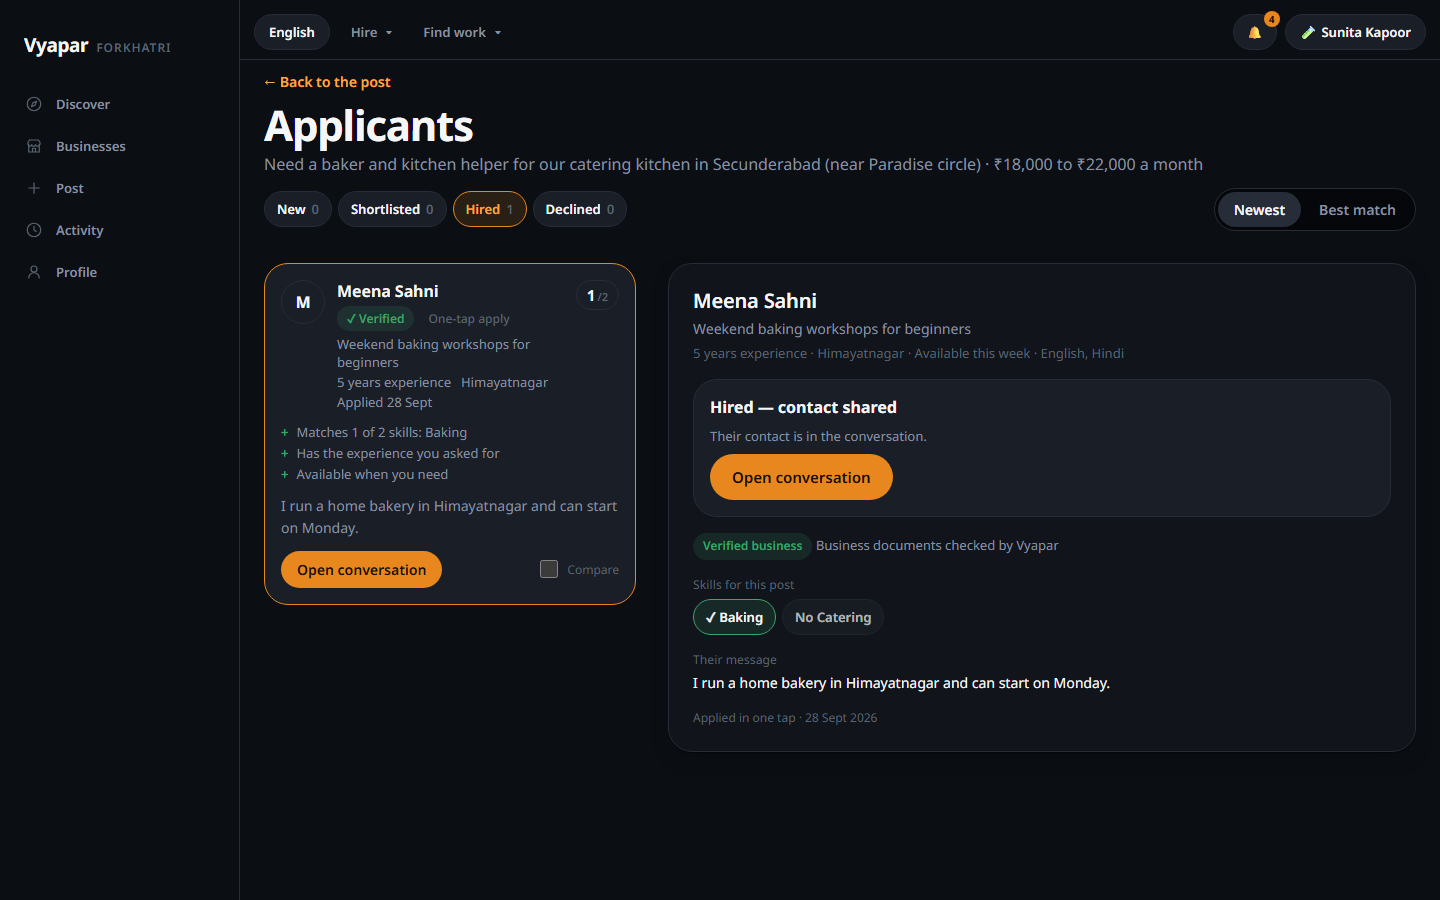 Vyapar FORKHATRI
Discover
Businesses
Post
Activity
Profile
English
Hire
Find work
4
Sunita Kapoor
← Back to the post
Applicants
Need a baker and kitchen helper for our catering kitchen in Secunderabad (near Paradise circle) · ₹18,000 to ₹22,000 a month
New 0
Shortlisted 0
Hired 1
Declined 0
Newest
Best match
M
Meena Sahni
1 /2
✓ Verified
One-tap apply
Weekend baking workshops for
beginners
5 years experience Himayatnagar
Applied 28 Sept
+ Matches 1 of 2 skills: Baking
+ Has the experience you asked for
+ Available when you need
I run a home bakery in Himayatnagar and can start
on Monday.
Open conversation
Compare
Meena Sahni
Weekend baking workshops for beginners
5 years experience · Himayatnagar · Available this week · English, Hindi
Hired — contact shared
Their contact is in the conversation.
Open conversation
Verified business Business documents checked by Vyapar
Skills for this post
✓ Baking
No Catering
Their message
I run a home bakery in Himayatnagar and can start on Monday.
Applied in one tap · 28 Sept 2026